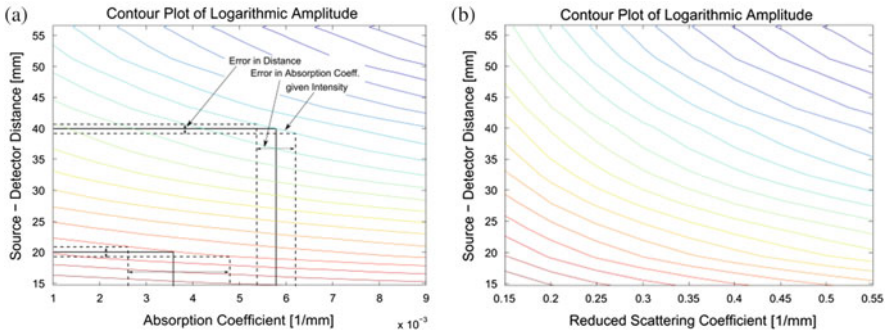 (a)
Contour Plot of Logarithmic Amplitude
Source – Detector Distance [mm]
55
50
45
40
35
30
25
20
15
Error in Distance
Error in Absorption Coeff.
given Intensity
1 2 3 4 5 6 7 8 9
Absorption Coefficient [1/mm]
x 10⁻³
(b)
Contour Plot of Logarithmic Amplitude
Source – Detector Distance [mm]
55
50
45
40
35
30
25
20
15
0.15 0.2 0.25 0.3 0.35 0.4 0.45 0.5 0.55
Reduced Scattering Coefficient [1/mm]